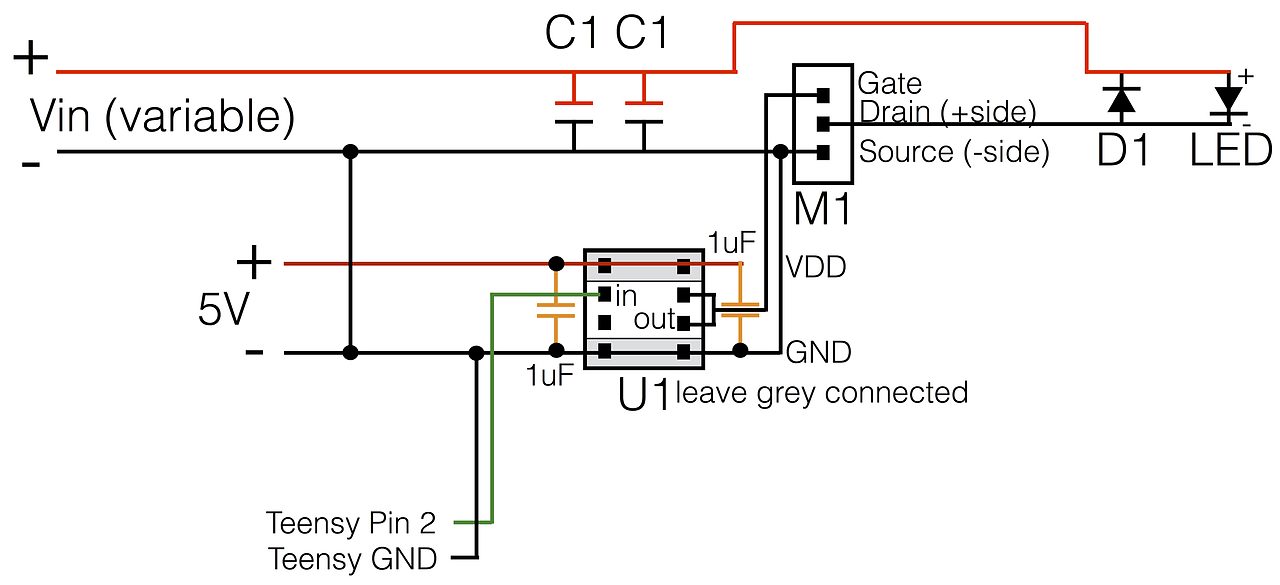 C1 C1
+
Vin (variable)
-
Gate
Drain (+side)
Source (-side)
M1
+
-
D1
LED
1uF
+
5V
-
VDD
in
out
GND
1uF
U1
leave grey connected
Teensy Pin 2
Teensy GND